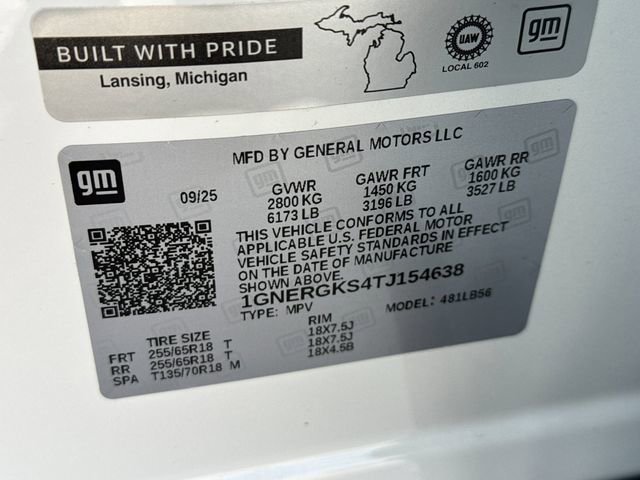 BUILT WITH PRIDE
Lansing, Michigan
UAW
LOCAL 602
gm
gm
MFD BY GENERAL MOTORS LLC
09/25
GVWR
2800 KG
6173 LB
GAWR FRT
1450 KG
3196 LB
GAWR RR
1600 KG
3527 LB
THIS VEHICLE CONFORMS TO ALL
APPLICABLE U.S. FEDERAL MOTOR
VEHICLE SAFETY STANDARDS IN EFFECT
ON THE DATE OF MANUFACTURE
SHOWN ABOVE.
1GNERGKS4TJ154638
TYPE: MPV
MODEL: 481LB56
TIRE SIZE
RIM
FRT 255/65R18 T 18X7.5J
RR 255/65R18 T 18X7.5J
SPA T135/70R18 M 18X4.5B